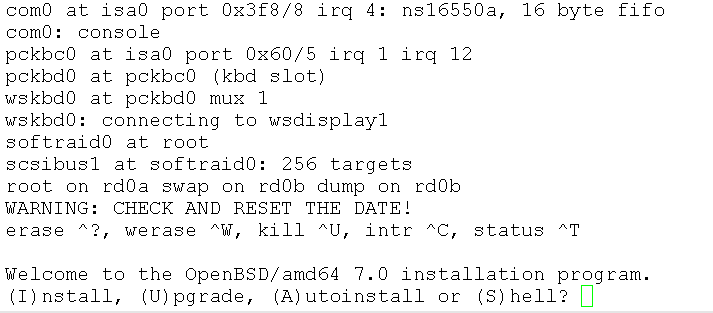 com0 at isa0 port 0x3f8/8 irq 4: ns16550a, 16 byte fifo
com0: console
pckbc0 at isa0 port 0x60/5 irq 1 irq 12
pckbd0 at pckbc0 (kbd slot)
wskbd0 at pckbd0 mux 1
wskbd0: connecting to wsdisplay1
softraid0 at root
scsibus1 at softraid0: 256 targets
root on rd0a swap on rd0b dump on rd0b
WARNING: CHECK AND RESET THE DATE!
erase ^?, werase ^W, kill ^U, intr ^C, status ^T
Welcome to the OpenBSD/amd64 7.0 installation program.
(I)nstall, (U)pgrade, (A)utoinstall or (S)hell?